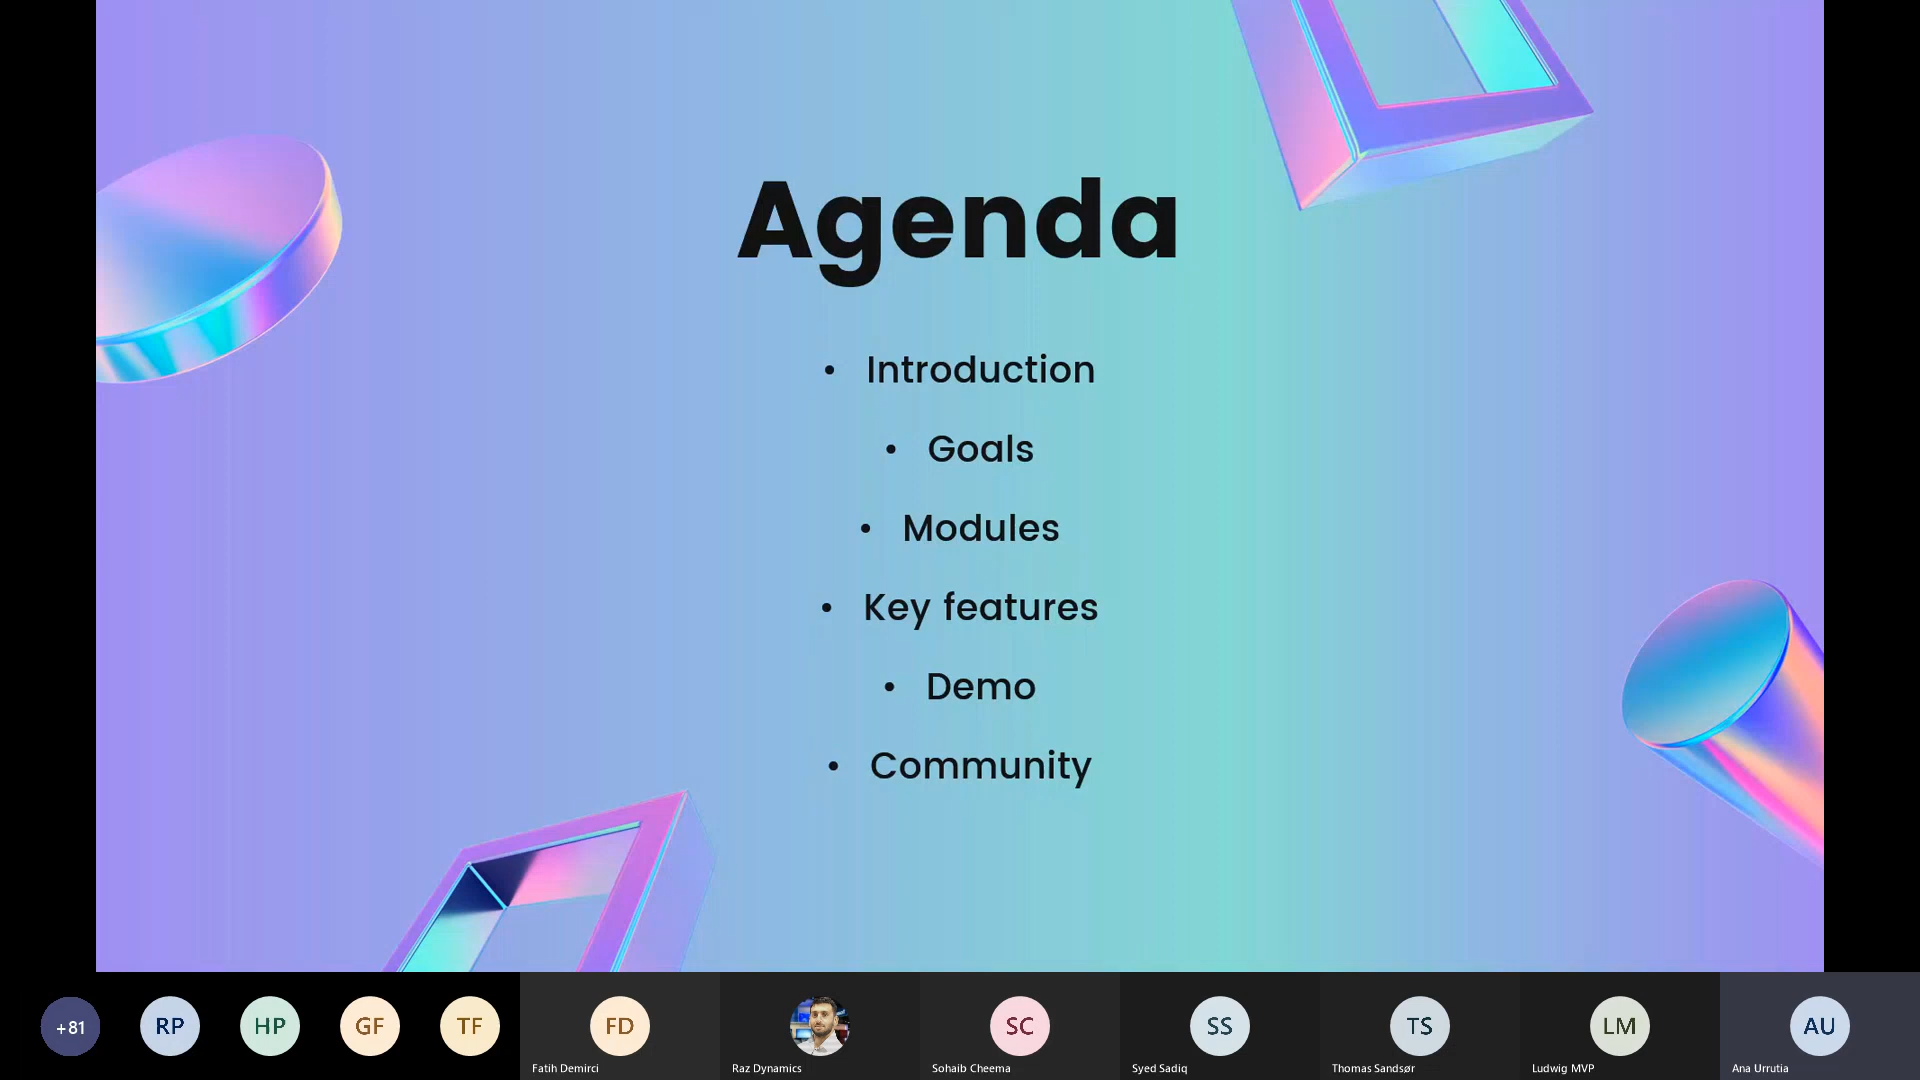 Agenda
• Introduction
• Goals
• Modules
• Key features
• Demo
• Community
+81
RP
HP
GF
TF
FD
SC
SS
TS
LM
AU
Fatih Demirci
Raz Dynamics
Sohaib Cheema
Syed Sadiq
Thomas Sandsør
Ludwig MVP
Ana Urrutia